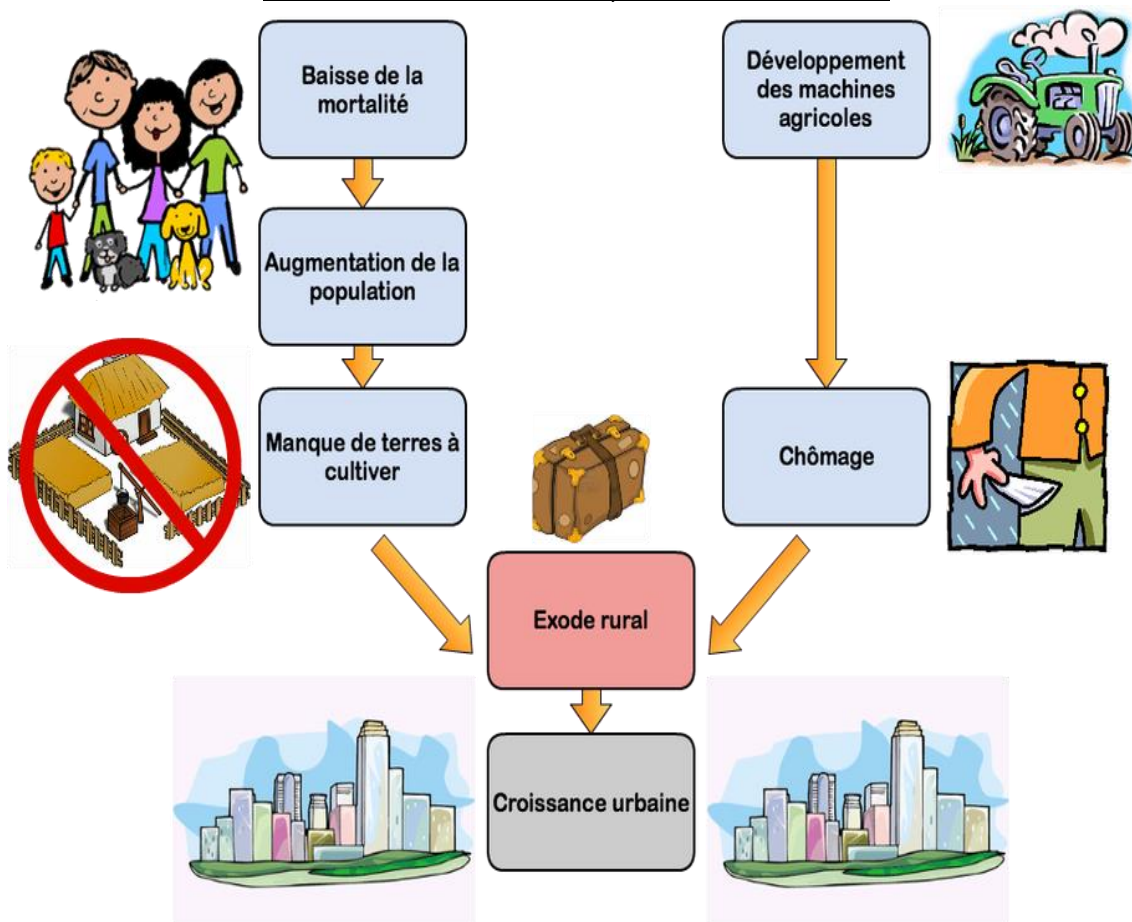 Baisse de la
mortalité
Développement
des machines
agricoles
Augmentation de la
population
Manque de terres à
cultiver
Chômage
Exode rural
Croissance urbaine